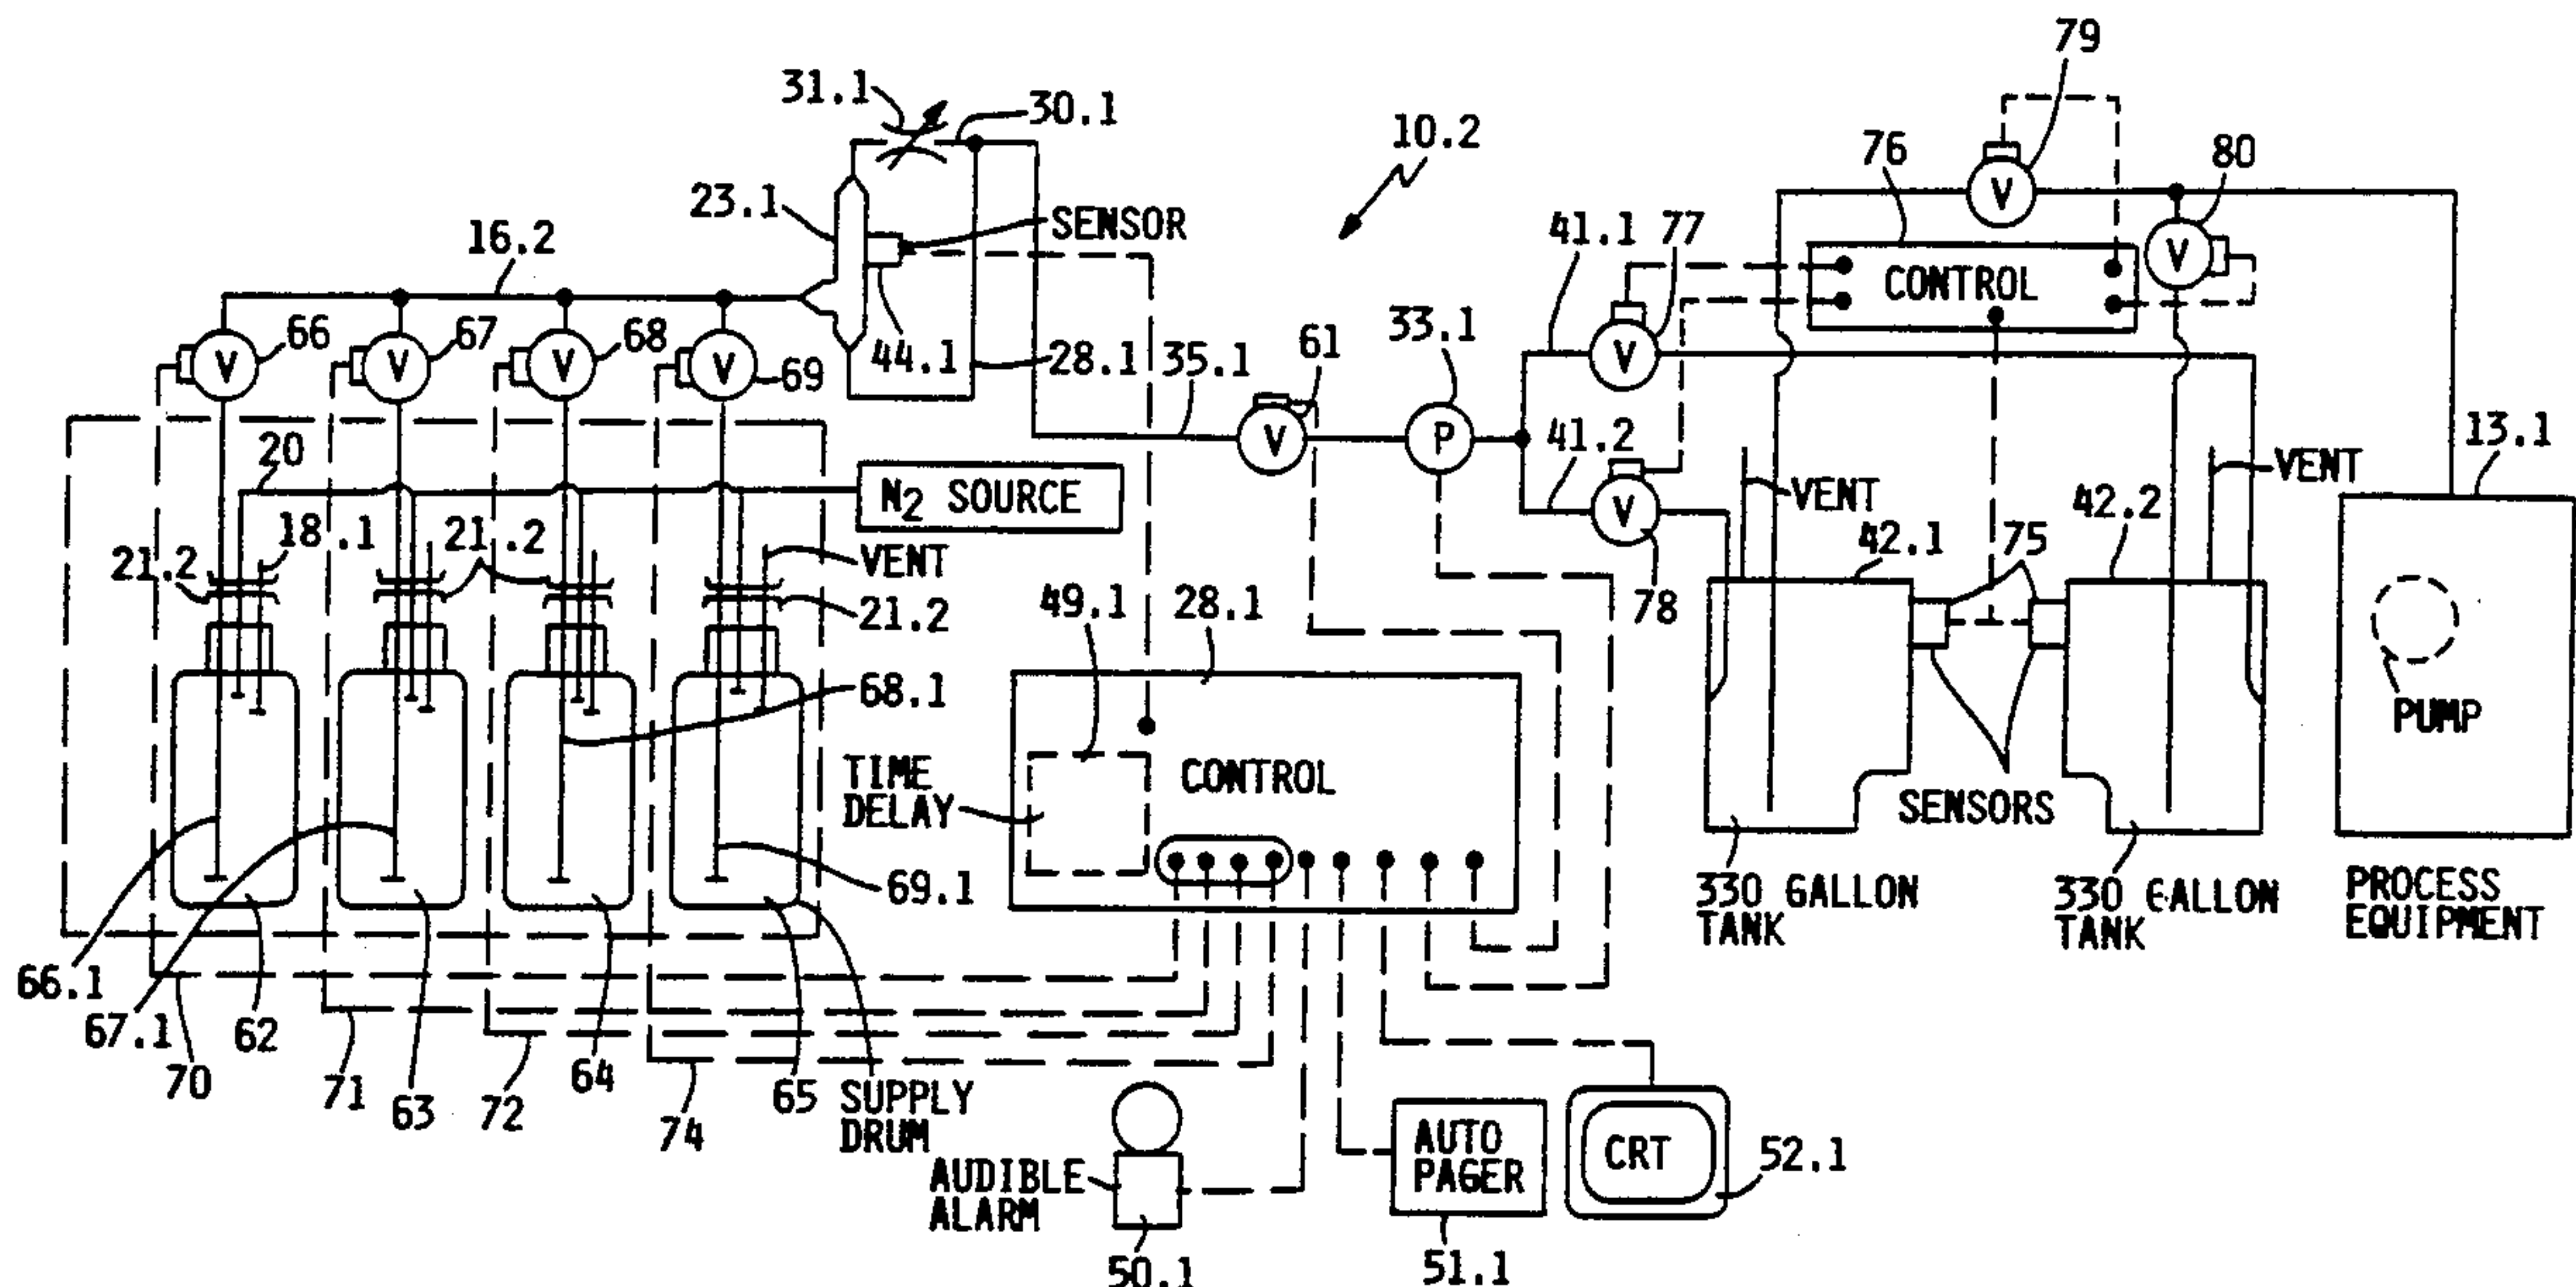 79
31.1
30.1
10.2
76
80
V
23.1
SENSOR
41.1
77
V
16.2
CONTROL
66
67
68
44.1
28.1
35.1
61
33.1
V
V
V
V
69
V
20
V
P
41.2
13.1
N2 SOURCE
VENT
VENT
18.1
21.2
V
42.1
75
42.2
21.2
VENT
49.1
28.1
78
21.2
68.1
PUMP
TIME
DELAY
CONTROL
SENSORS
69.1
330 GALLON
TANK
330 GALLON
TANK
PROCESS
EQUIPMENT
66.1
67.1
62
70
71
63
72
64
74
65
SUPPLY
DRUM
AUTO
PAGER
CRT
52.1
AUDIBLE
ALARM
50.1
51.1